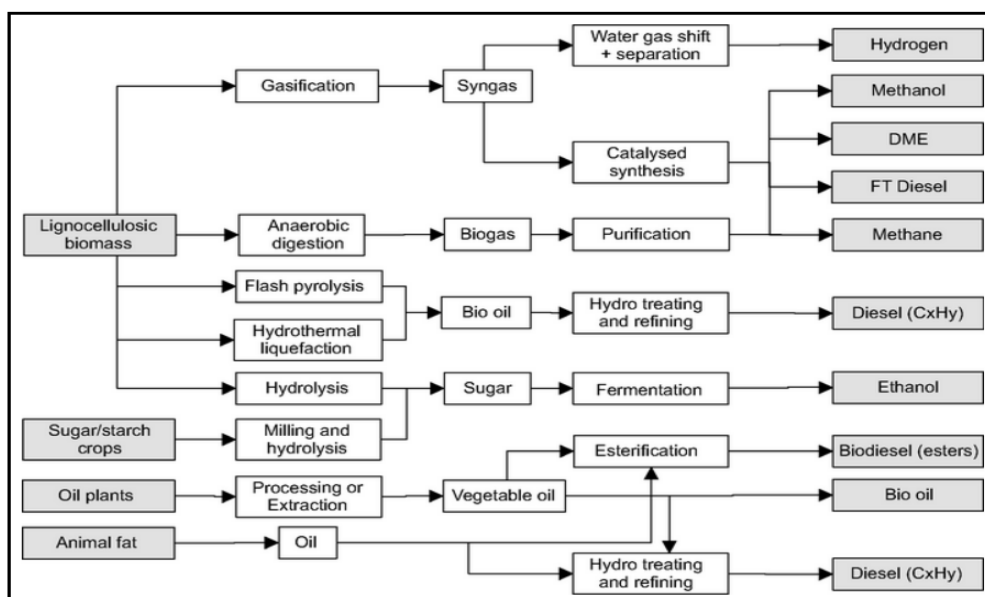 Water gas shift
+ separation
Hydrogen
Gasification
Syngas
Methanol
DME
Catalysed
synthesis
FT Diesel
Lignocellulosic
biomass
Anaerobic
digestion
Biogas
Purification
Methane
Flash pyrolysis
Hydrothermal
liquefaction
Bio oil
Hydro treating
and refining
Diesel (CxHy)
Hydrolysis
Sugar
Fermentation
Ethanol
Sugar/starch
crops
Milling and
hydrolysis
Esterification
Biodiesel (esters)
Oil plants
Processing or
Extraction
Vegetable oil
Bio oil
Animal fat
Oil
Hydro treating
and refining
Diesel (CxHy)